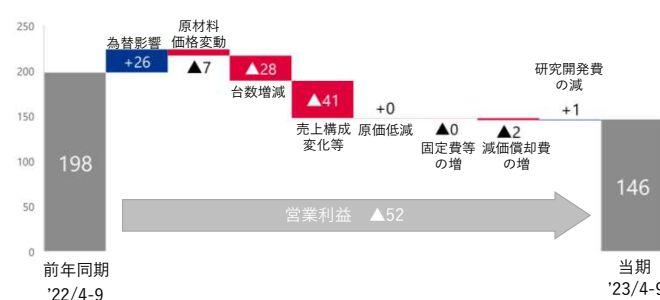 250
200
150
100
50
0
198
前年同期
'22/4-9
為替影響
+26
原材料
価格変動
▲7
▲28
台数増減
▲41
売上構成
変化等
+0
原価低減
▲0
固定費等
の増
▲2
減価償却費
の増
研究開発費
の減
+1
146
当期
'23/4-9
営業利益 ▲52